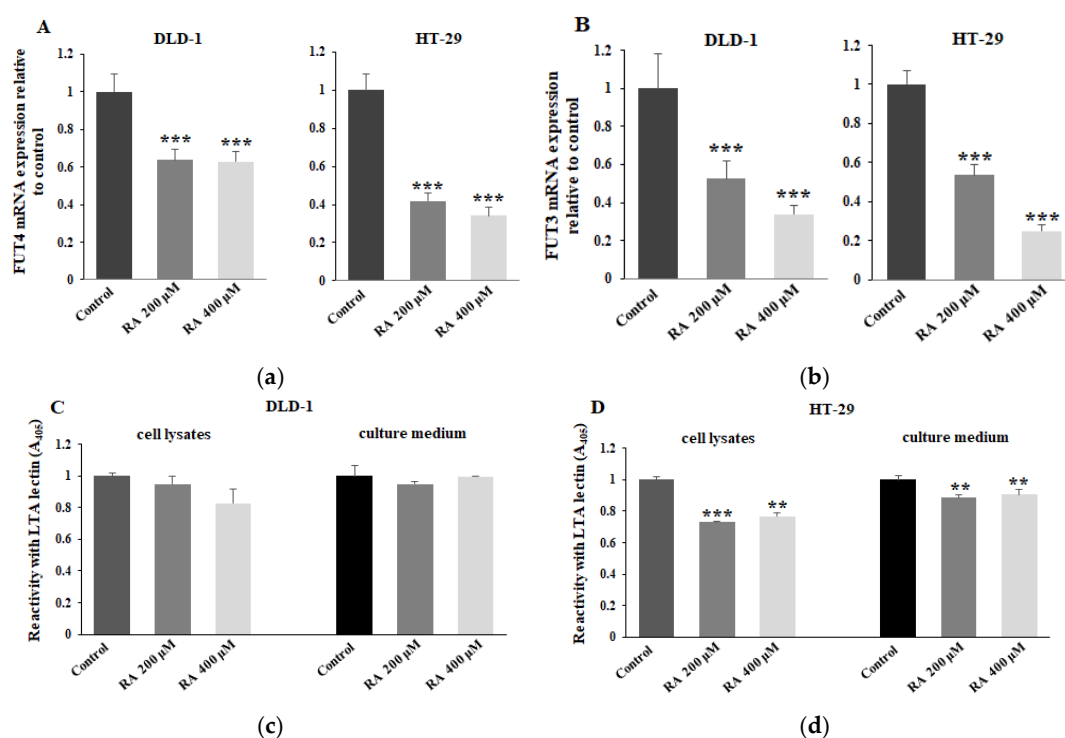 A
DLD-1
HT-29
FUT4 mRNA expression relative
to control
1.2
1
0.8
0.6
0.4
0.2
0
***
***
Control
RA 200 µM
RA 400 µM
1.2
1
0.8
0.6
0.4
0.2
0
***
***
Control
RA 200 µM
RA 400 µM
(a)
B
DLD-1
HT-29
FUT3 mRNA expression
relative to control
1.2
1
0.8
0.6
0.4
0.2
0
***
***
Control
RA 200 µM
RA 400 µM
1.2
1
0.8
0.6
0.4
0.2
0
***
***
Control
RA 200 µM
RA 400 µM
(b)
C
DLD-1
cell lysates
culture medium
Reactivity with LTA lectin (A405)
1.2
1
0.8
0.6
0.4
0.2
0
Control
RA 200 µM
RA 400 µM
Control
RA 200 µM
RA 400 µM
(c)
D
HT-29
cell lysates
culture medium
Reactivity with LTA lectin (A405)
1.2
1
0.8
0.6
0.4
0.2
0
***
**
**
**
Control
RA 200 µM
RA 400 µM
Control
RA 200 µM
RA 400 µM
(d)